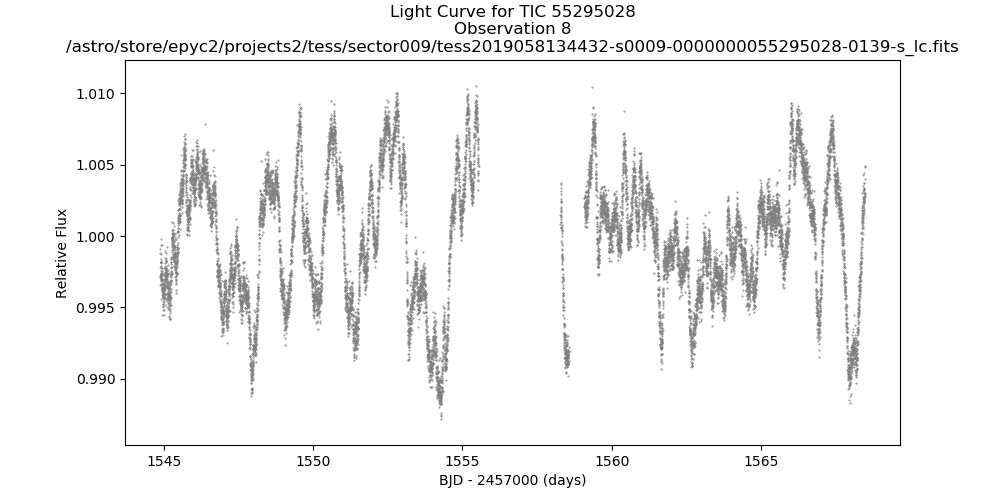 Light Curve for TIC 55295028
Observation 8
/astro/store/epyc2/projects2/tess/sector009/tess2019058134432-s0009-0000000055295028-0139-s_lc.fits
1.010
1.005
1.000
0.995
0.990
Relative Flux
1545
1550
1555
1560
1565
BJD - 2457000 (days)